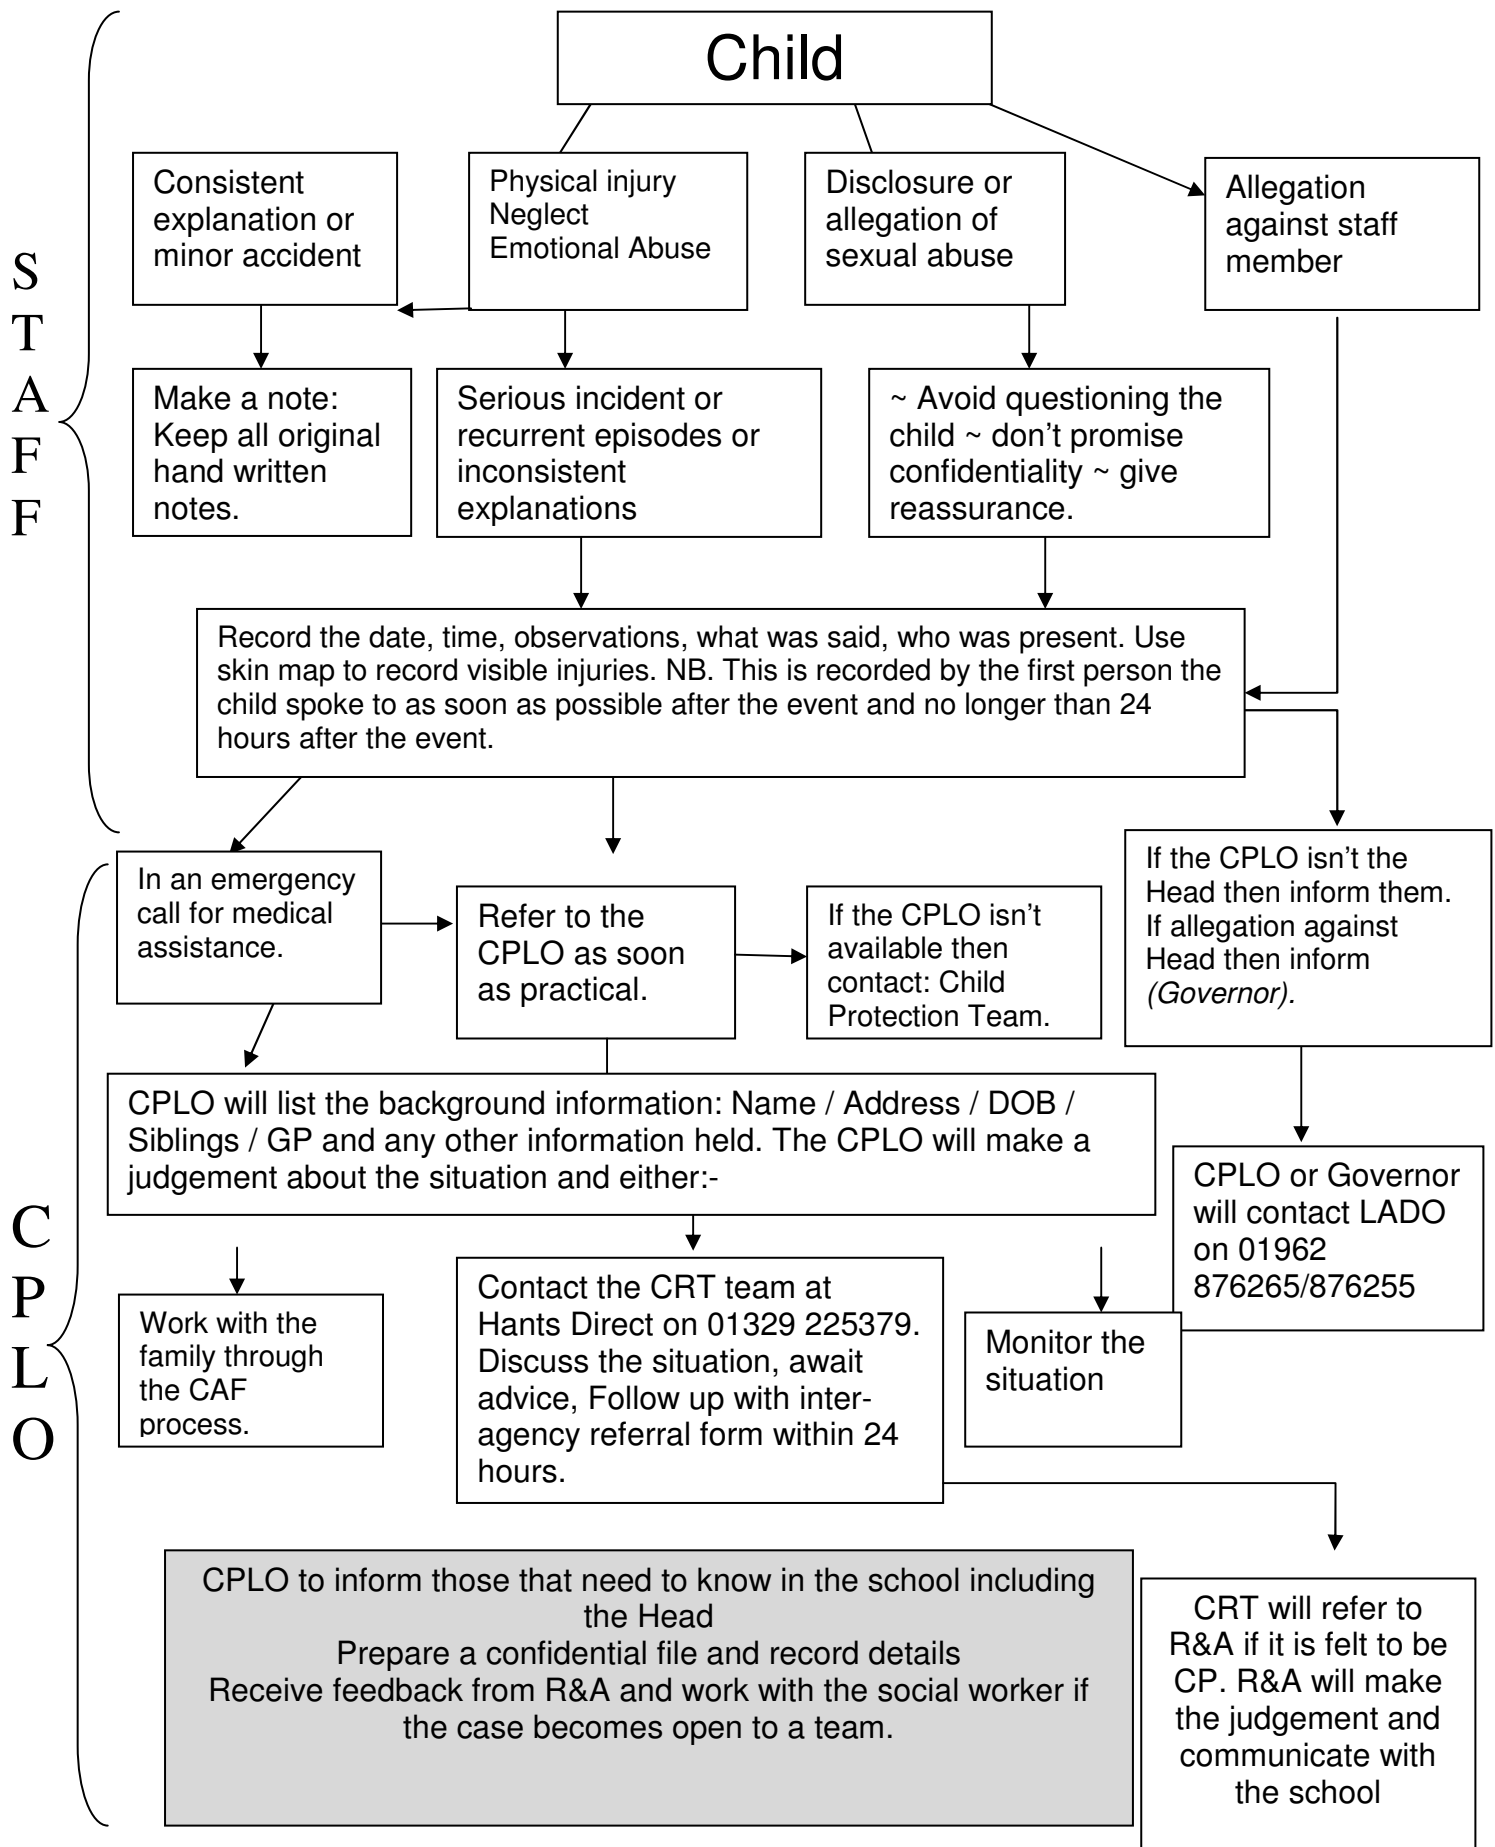 Child
Consistent
explanation or
minor accident
Physical injury
Neglect
Emotional Abuse
Disclosure or
allegation of
sexual abuse
Allegation
against staff
member
S
T
A
F
F
Make a note:
Keep all original
hand written
notes.
Serious incident or
recurrent episodes or
inconsistent
explanations
~ Avoid questioning the
child ~ don't promise
confidentiality ~ give
reassurance.
Record the date, time, observations, what was said, who was present. Use
skin map to record visible injuries. NB. This is recorded by the first person the
child spoke to as soon as possible after the event and no longer than 24
hours after the event.
In an emergency
call for medical
assistance.
Refer to the
CPLO as soon
as practical.
If the CPLO isn't
available then
contact: Child
Protection Team.
If the CPLO isn't the
Head then inform them.
If allegation against
Head then inform
(Governor).
CPLO will list the background information: Name / Address / DOB /
Siblings / GP and any other information held. The CPLO will make a
judgement about the situation and either:-
CPLO or Governor
will contact LADO
on 01962
876265/876255
C
P
L
O
Work with the
family through
the CAF
process.
Contact the CRT team at
Hants Direct on 01329 225379.
Discuss the situation, await
advice, Follow up with inter-
agency referral form within 24
hours.
Monitor the
situation
CPLO to inform those that need to know in the school including
the Head
Prepare a confidential file and record details
Receive feedback from R&A and work with the social worker if
the case becomes open to a team.
CRT will refer to
R&A if it is felt to be
CP. R&A will make
the judgement and
communicate with
the school